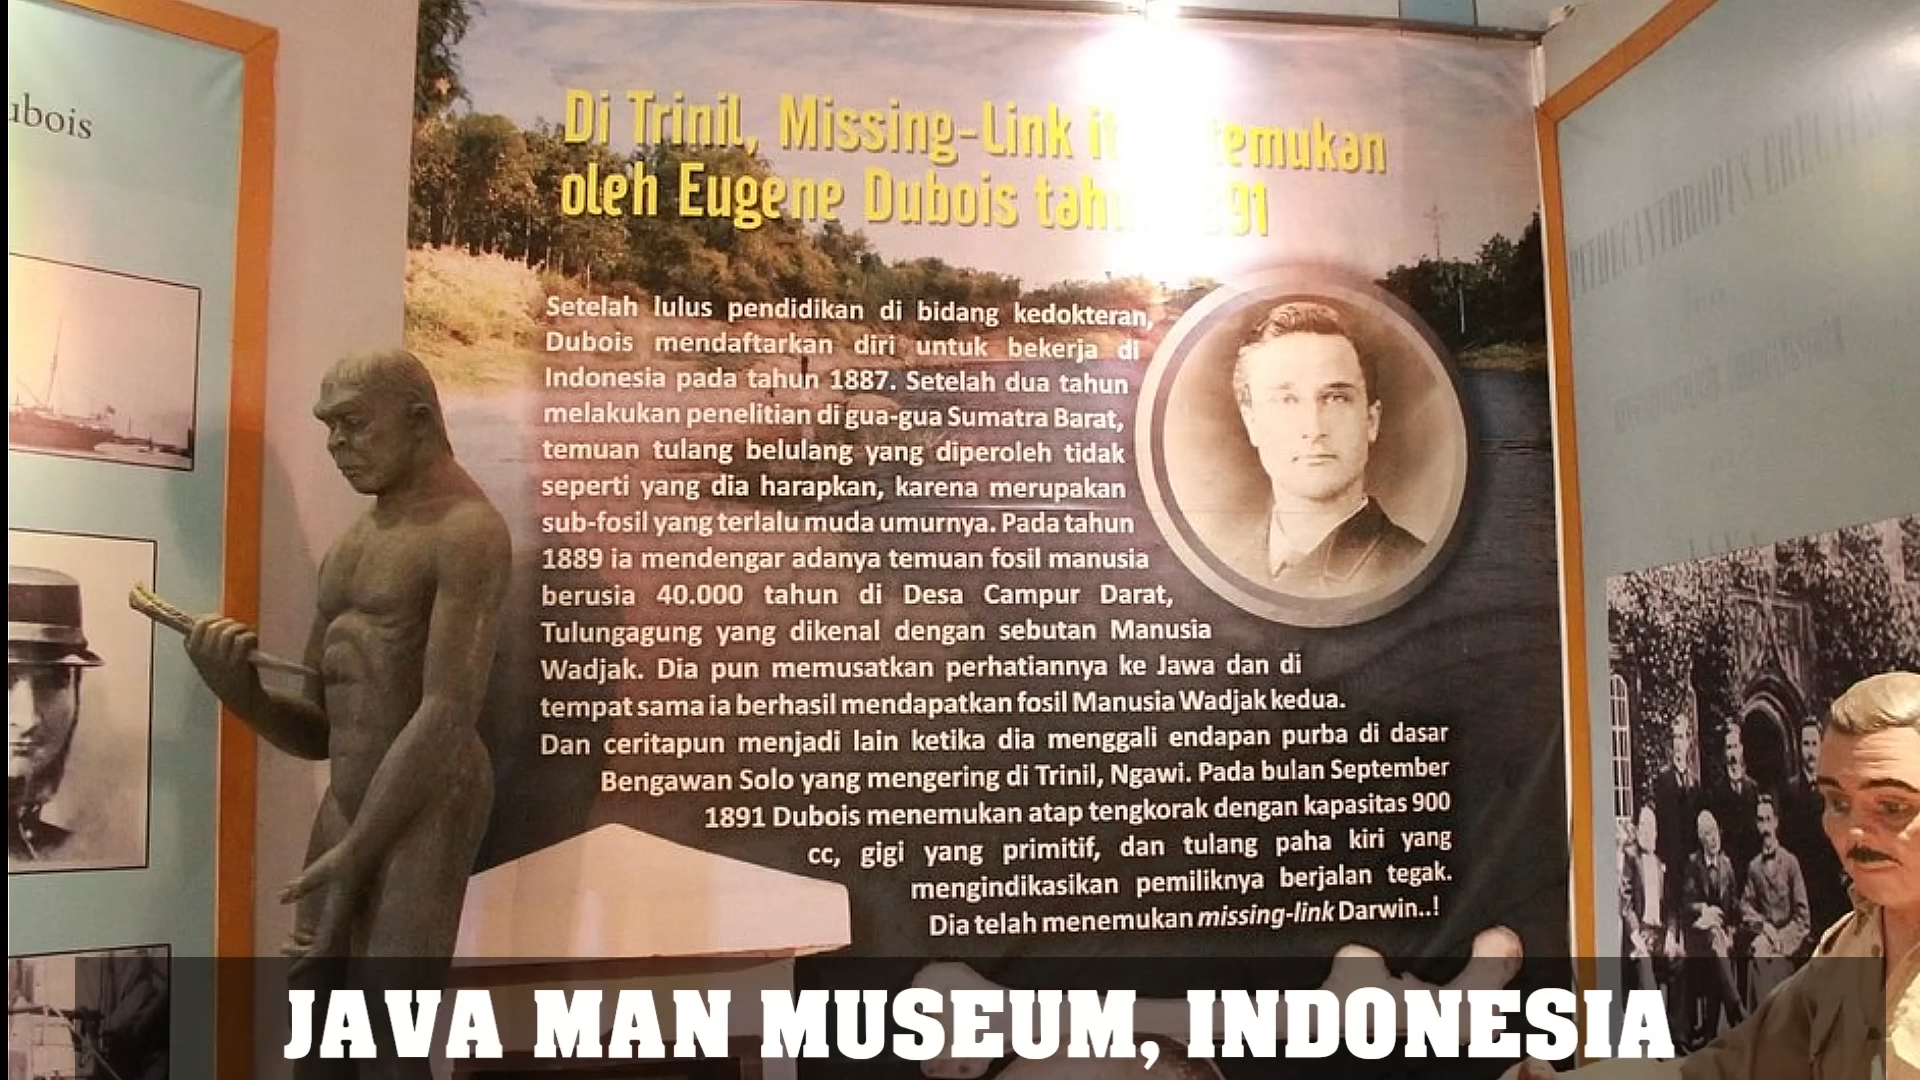 ubois
Di Trinil, Missing-Link temukan
oleh Eugene Dubois
Setelah lulus pendidikan di bidang kedokteran,
Dubois mendaftarkan diri untuk bekerja di
Indonesia pada tahun 1887. Setelah dua tahun
melakukan penelitian di gua-gua Sumatra Barat,
temuan tulang belulang yang diperoleh tidak
seperti yang dia harapkan, karena merupakan
sub-fosil yang terlalu muda umurnya. Pada tahun
1889 ia mendengar adanya temuan fosil manusia
berusia 40.000 tahun di Desa Campur Darat,
Tulungagung yang dikenal dengan sebutan Manusia
Wadjak. Dia pun memusatkan perhatiannya ke Jawa dan di
tempat sama ia berhasil mendapatkan fosil Manusia Wadjak kedua.
Dan ceritapun menjadi lain ketika dia menggali endapan purba di dasar
Bengawan Solo yang mengering di Trinil, Ngawi. Pada bulan September
1891 Dubois menemukan atap tengkorak dengan kapasitas 900
cc, gigi yang primitif, dan tulang paha kiri yang
mengindikasikan pemiliknya berjalan tegak.
Dia telah menemukan missing-link Darwin..!
PITHECANTHROPUS ERECTUS
JAVA MAN MUSEUM, INDONESIA